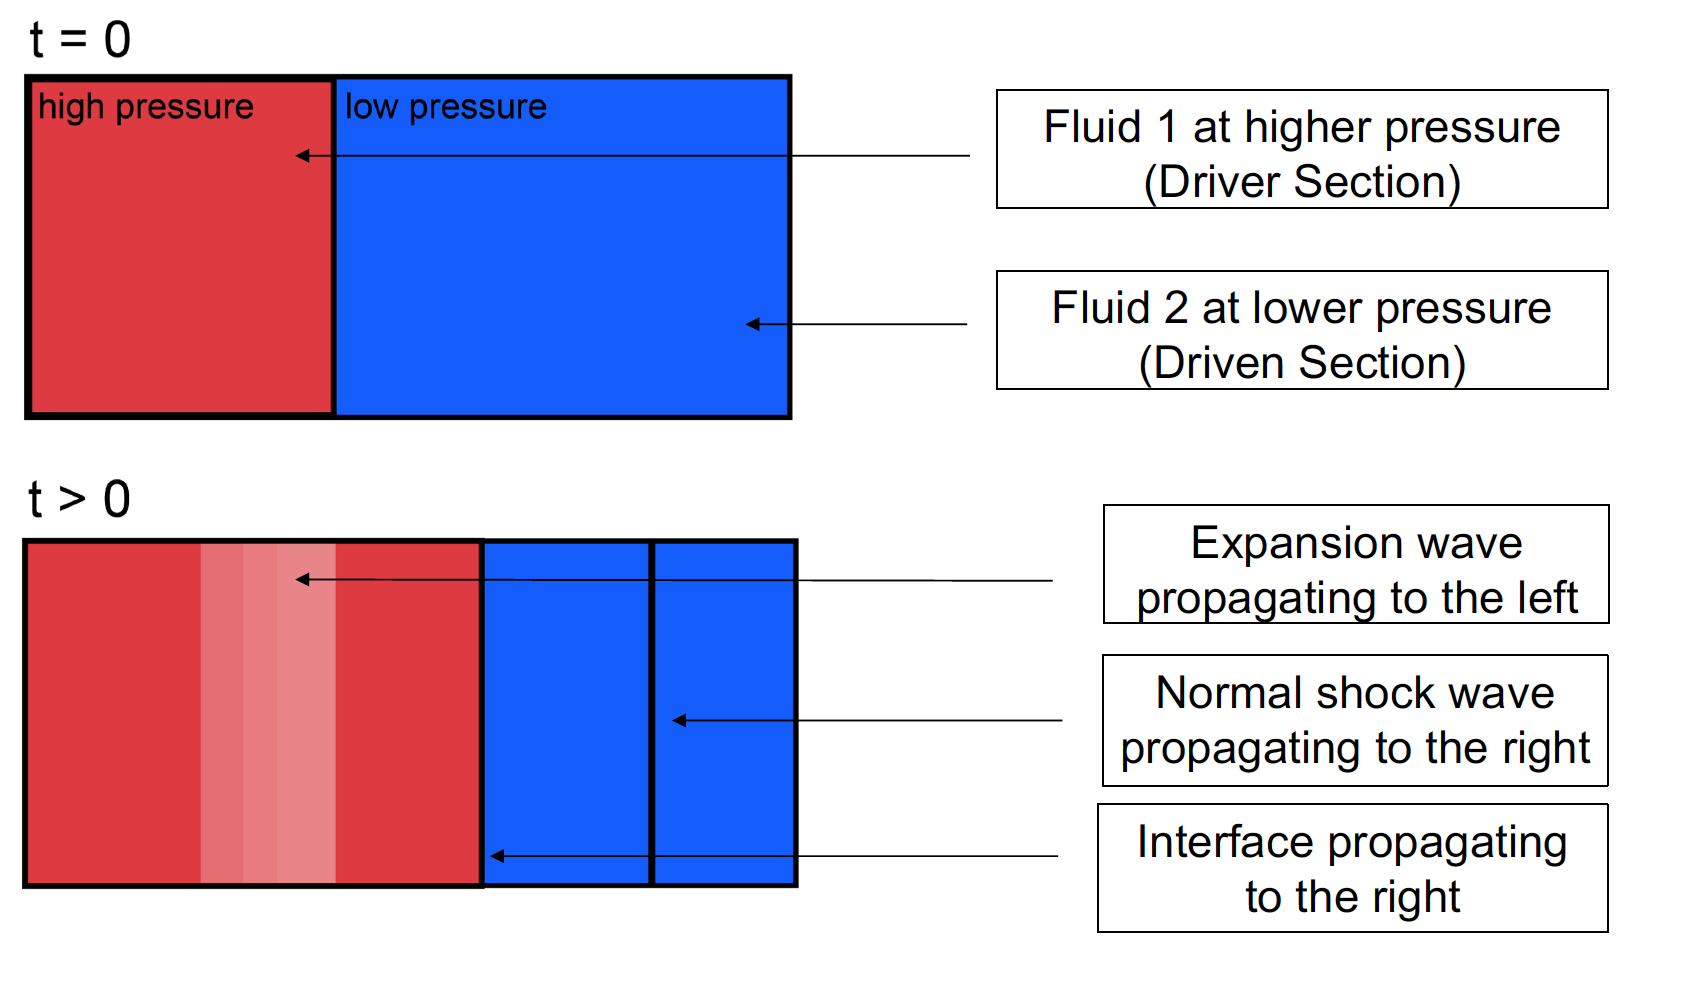 t = 0
high pressure
low pressure
Fluid 1 at higher pressure
(Driver Section)
Fluid 2 at lower pressure
(Driven Section)
t > 0
Expansion wave
propagating to the left
Normal shock wave
propagating to the right
Interface propagating
to the right